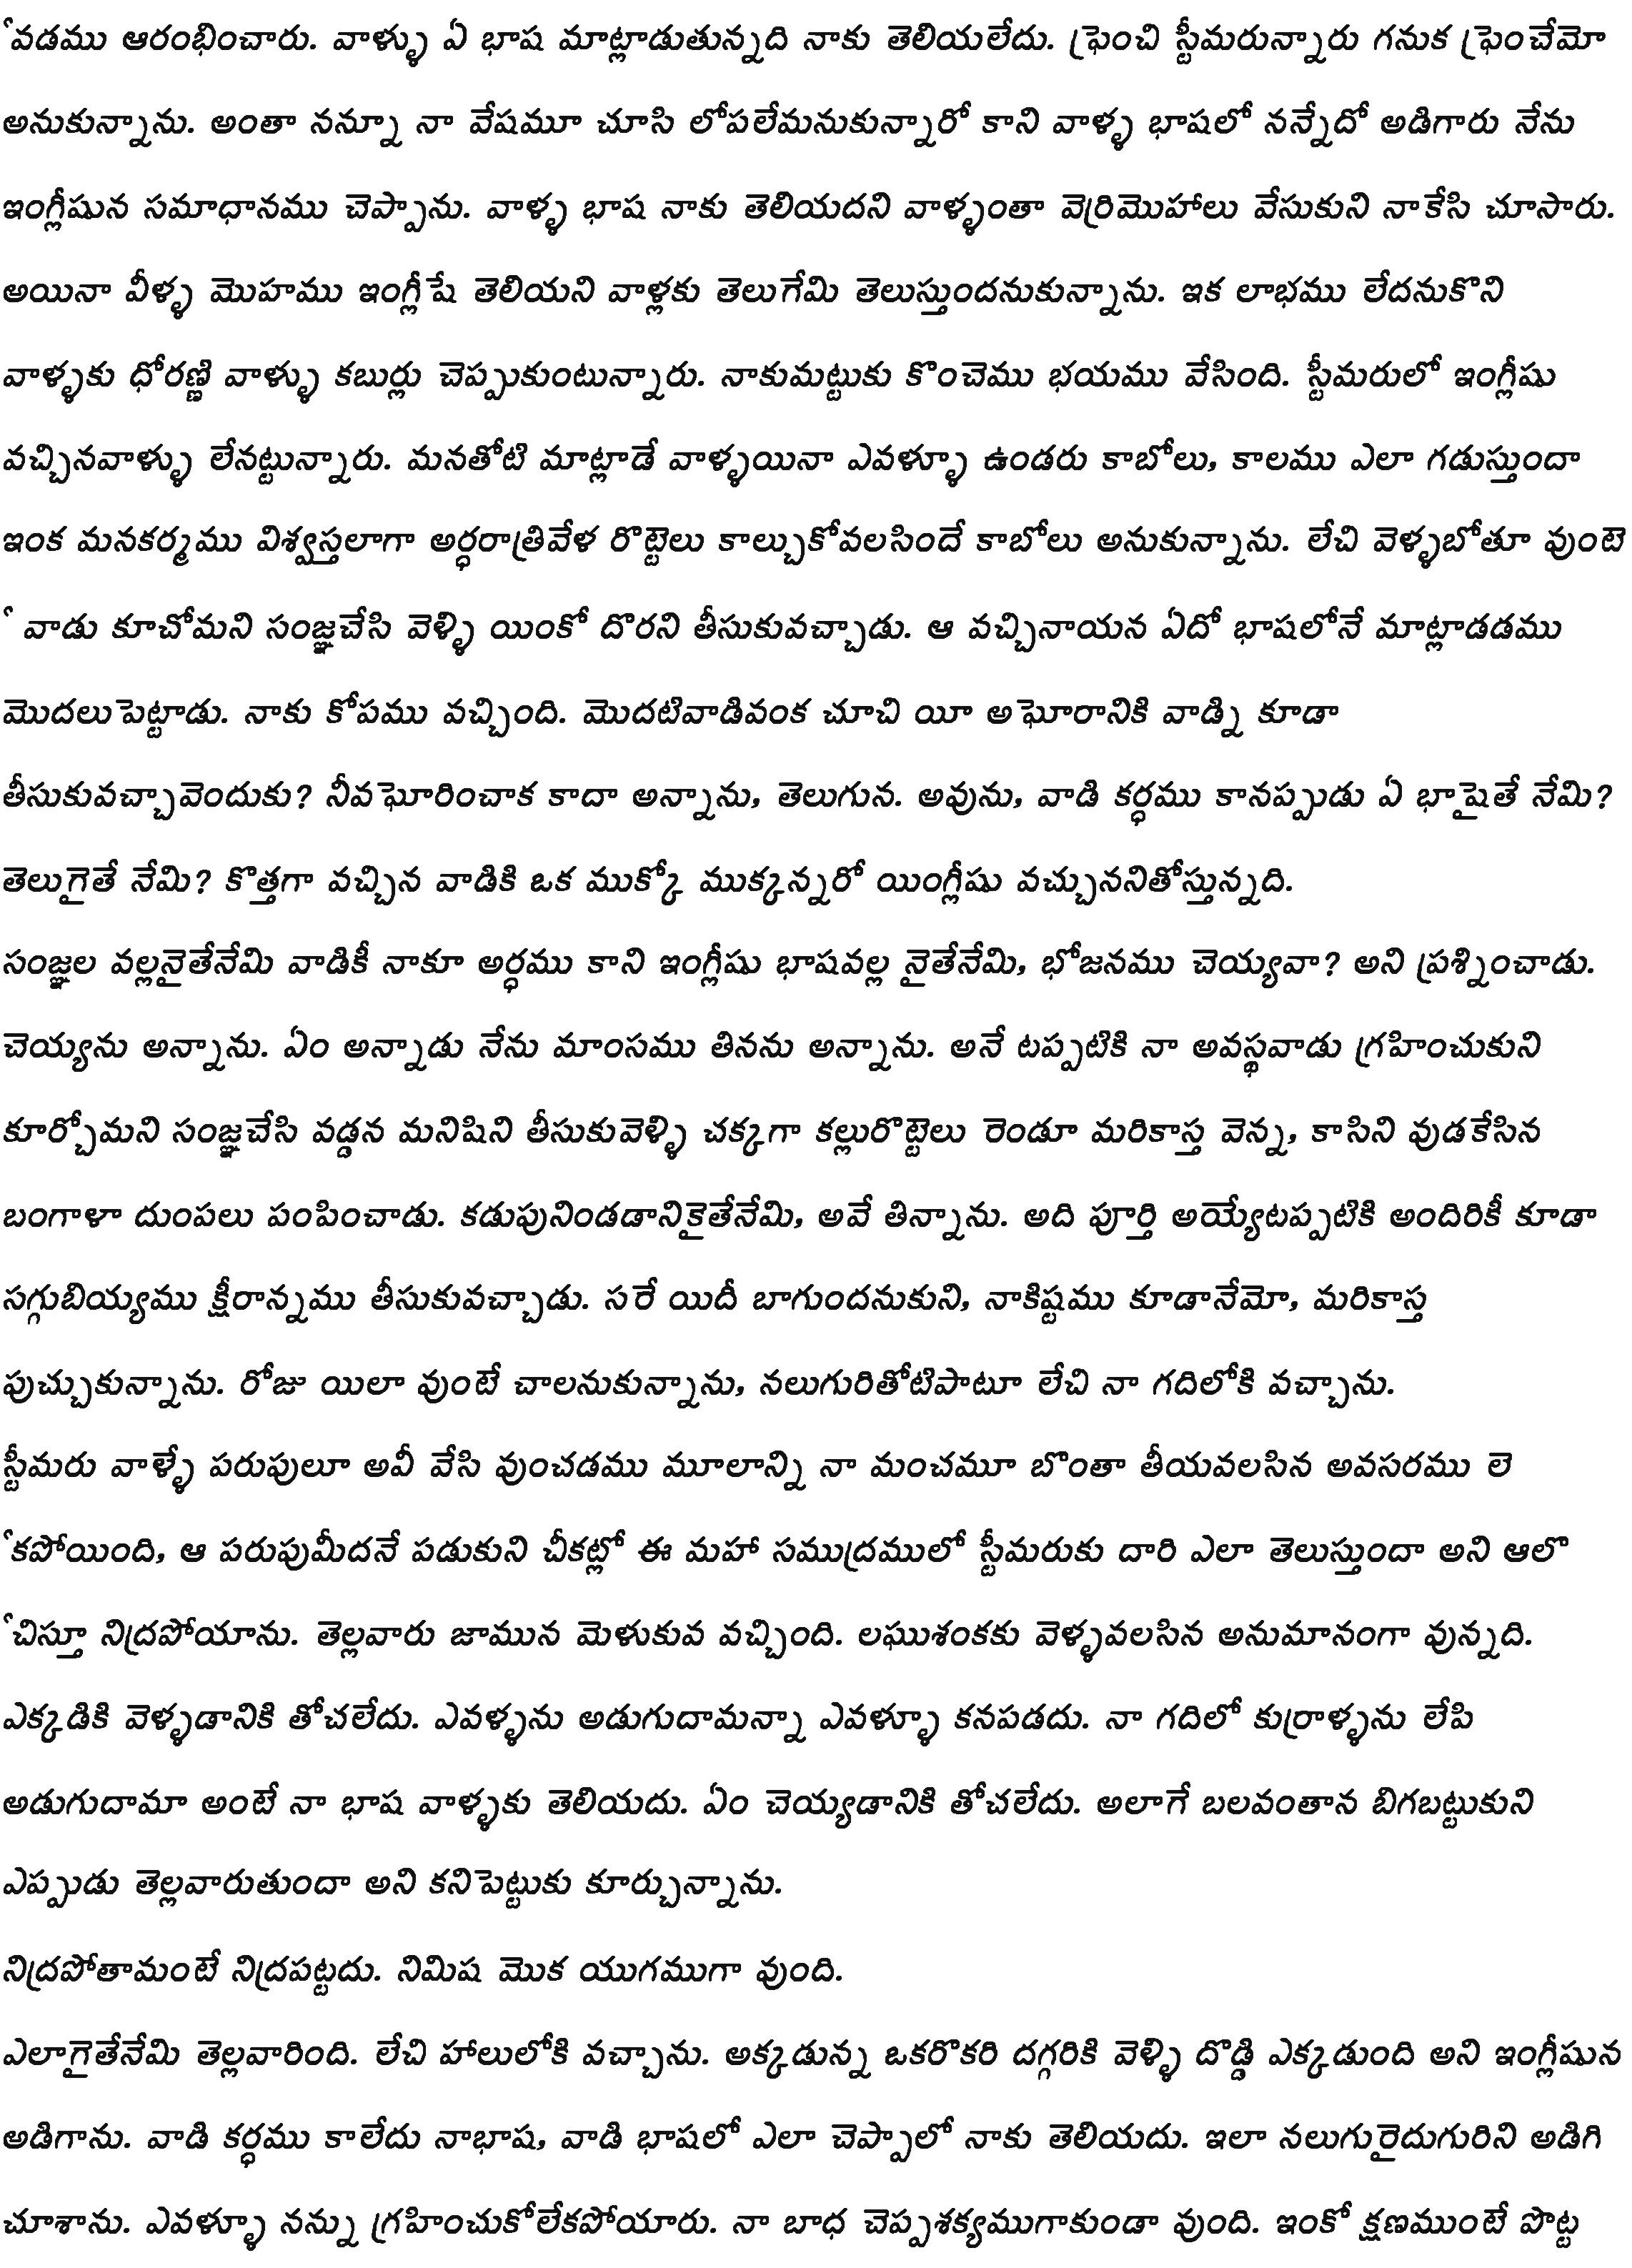 ేవడము ఆరంభించారు. వాళ్ళు ఏ భాష మాట్లాడుతున్నది నాకు తెలియలేదు. ఫ్రెంచి స్టీమరున్నారు గనుక ఫ్రెంచేమో
అనుకున్నాను. అంతా నన్నూ నా వేషమూ చూసి లోపలేమనుకున్నారో కాని వాళ్ళ భాషలో నన్నేదో అడిగారు నేను
ఇంగ్లీషున సమాధానము చెప్పాను. వాళ్ళ భాష నాకు తెలియదని వాళ్ళంతా వెర్రిమొహాలు వేసుకుని నాకేసి చూసారు.
అయినా వీళ్ళ మొహము ఇంగ్లీషే తెలియని వాళ్లకు తెలుగేమి తెలుస్తుందనుకున్నాను. ఇక లాభము లేదనుకొని
వాళ్ళకు ధోరణ్ణి వాళ్ళు కబుర్లు చెప్పుకుంటున్నారు. నాకుమట్టుకు కొంచెము భయము వేసింది. స్టీమరులో ఇంగ్లీషు
వచ్చినవాళ్ళు లేనట్టున్నారు. మనతోటి మాట్లాడే వాళ్ళయినా ఎవళ్ళూ ఉండరు కాబోలు, కాలము ఎలా గడుస్తుందా
ఇంక మనకర్మము విశ్వస్తలాగా అర్ధరాత్రివేళ రొట్టెలు కాల్చుకోవలసిందే కాబోలు అనుకున్నాను. లేచి వెళ్ళబోతూ వుంటె
ే వాడు కూచోమని సంజ్ఞచేసి వెళ్ళి యింకో దొరని తీసుకువచ్చాడు. ఆ వచ్చినాయన ఏదో భాషలోనే మాట్లాడడము
మొదలుపెట్టాడు. నాకు కోపము వచ్చింది. మొదటివాడివంక చూచి యీ అఘోరానికి వాడ్ని కూడా
తీసుకువచ్చావెందుకు? నీవఘోరించాక కాదా అన్నాను, తెలుగున. అవును, వాడి కర్ధము కానప్పుడు ఏ భాషైతే నేమి?
తెలుగైతే నేమి? కొత్తగా వచ్చిన వాడికి ఒక ముక్కో ముక్కన్నరో యింగ్లీషు వచ్చుననితోస్తున్నది.
సంజ్ఞల వల్లనైతేనేమి వాడికీ నాకూ అర్ధము కాని ఇంగ్లీషు భాషవల్ల నైతేనేమి, భోజనము చెయ్యవా? అని ప్రశ్నించాడు.
చెయ్యను అన్నాను. ఏం అన్నాడు నేను మాంసము తినను అన్నాను. అనే టప్పటికి నా అవస్థవాడు గ్రహించుకుని
కూర్చోమని సంజ్ఞచేసి వడ్డన మనిషిని తీసుకువెళ్ళి చక్కగా కల్లురొట్టెలు రెండూ మరికాస్త వెన్న, కాసిని వుడకేసిన
బంగాళా దుంపలు పంపించాడు. కడుపునిండడానికైతేనేమి, అవే తిన్నాను. అది పూర్తి అయ్యేటప్పటికి అందిరికీ కూడా
సగ్గుబియ్యము క్షీరాన్నము తీసుకువచ్చాడు. సరే యిదీ బాగుందనుకుని, నాకిష్టము కూడానేమో, మరికాస్త
పుచ్చుకున్నాను. రోజు యిలా వుంటే చాలనుకున్నాను, నలుగురితోటిపాటూ లేచి నా గదిలోకి వచ్చాను.
స్టీమరు వాళ్ళే పరుపులూ అవీ వేసి వుంచడము మూలాన్ని నా మంచమూ బొంతా తీయవలసిన అవసరము లె
ేకపోయింది, ఆ పరుపుమీదనే పడుకుని చీకట్లో ఈ మహా సముద్రములో స్టీమరుకు దారి ఎలా తెలుస్తుందా అని ఆలొ
ేచిస్తూ నిద్రపోయాను. తెల్లవారు జామున మెళుకువ వచ్చింది. లఘుశంకకు వెళ్ళవలసిన అనుమానంగా వున్నది.
ఎక్కడికి వెళ్ళడానికి తోచలేదు. ఎవళ్ళను అడుగుదామన్నా ఎవళ్ళూ కనపడదు. నా గదిలో కుర్రాళ్ళను లేపి
అడుగుదామా అంటే నా భాష వాళ్ళకు తెలియదు. ఏం చెయ్యడానికి తోచలేదు. అలాగే బలవంతాన బిగబట్టుకుని
ఎప్పుడు తెల్లవారుతుందా అని కనిపెట్టుకు కూర్చున్నాను.
నిద్రపోతామంటే నిద్రపట్టదు. నిమిష మొక యుగముగా వుంది.
ఎలాగైతేనేమి తెల్లవారింది. లేచి హాలులోకి వచ్చాను. అక్కడున్న ఒకరొకరి దగ్గరికి వెళ్ళి దొడ్డి ఎక్కడుంది అని ఇంగ్లీషున
అడిగాను. వాడి కర్ధము కాలేదు నాభాష, వాడి భాషలో ఎలా చెప్పాలో నాకు తెలియదు. ఇలా నలుగురైదుగురిని అడిగి
చూశాను. ఎవళ్ళూ నన్ను గ్రహించుకోలేకపోయారు. నా బాధ చెప్పశక్యముగాకుండా వుంది. ఇంకో క్షణముంటే పొట్ట